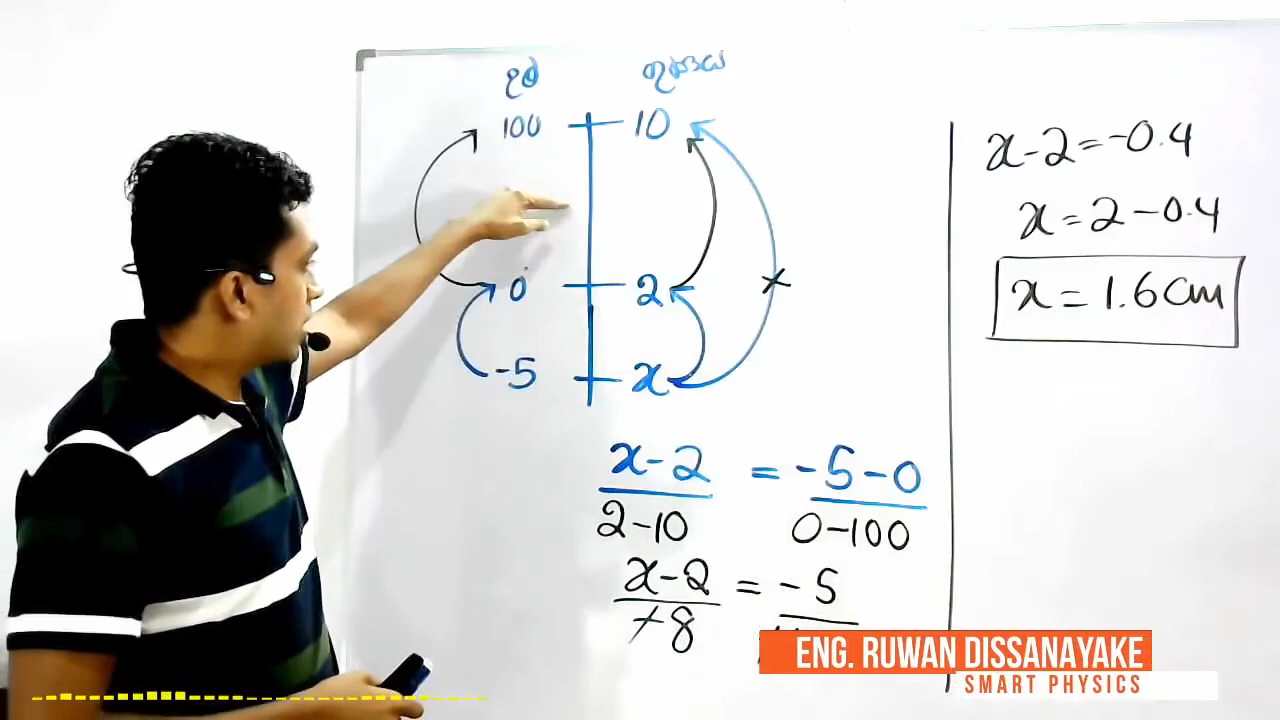 100 10
0 2
-5 x
x-2 = -5-0
2-10 0-100
x-2 = -5
-8
x-2=-0.4
x=2-0.4
x=1.6cm
ENG. RUWAN DISSANAYAKE
SMART PHYSICS